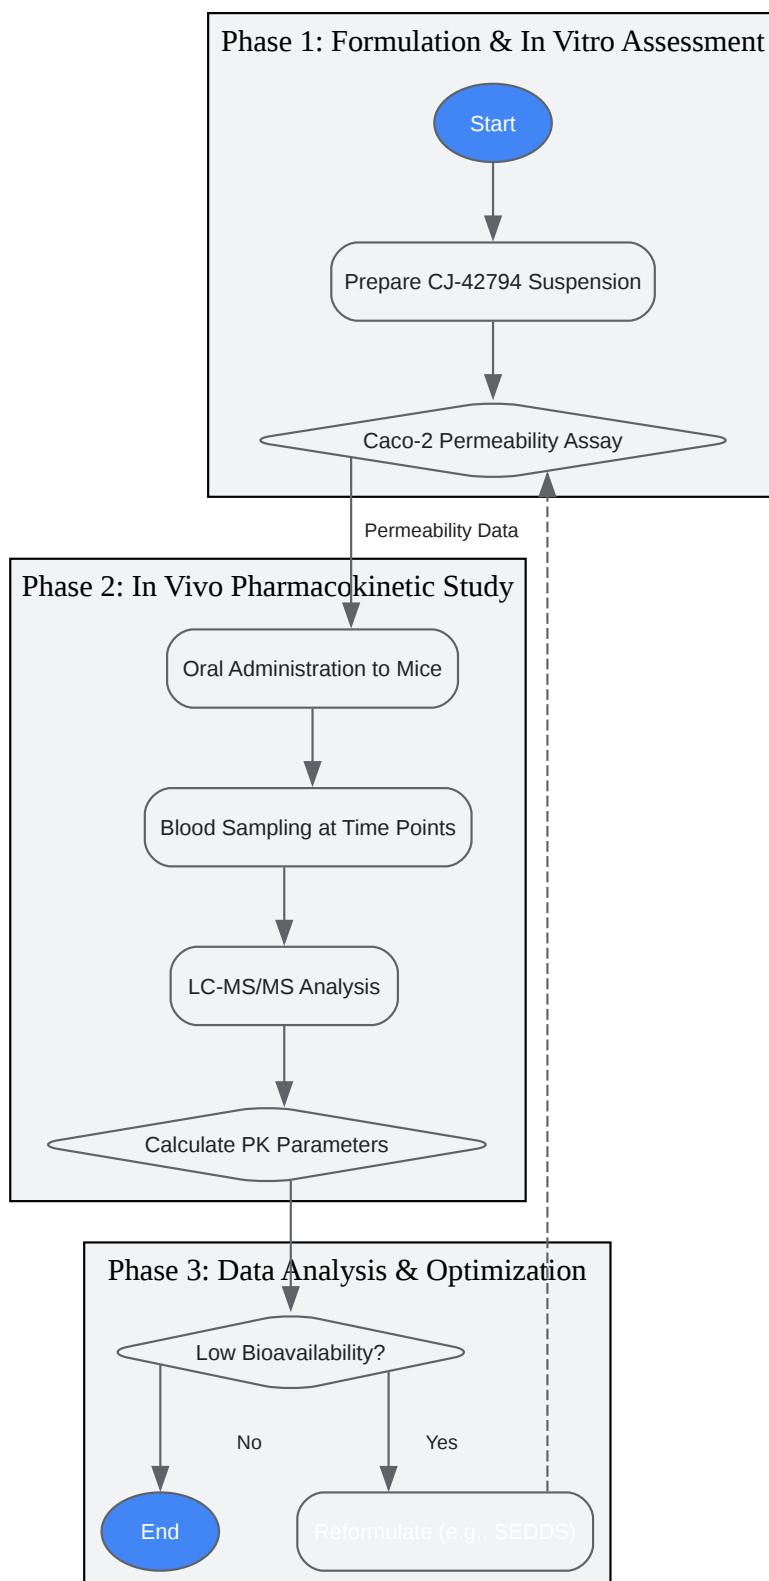 Phase 1: Formulation & In Vitro Assessment
Start
Prepare CJ-42794 Suspension
Caco-2 Permeability Assay
Permeability Data
Phase 2: In Vivo Pharmacokinetic Study
Oral Administration to Mice
Blood Sampling at Time Points
LC-MS/MS Analysis
Calculate PK Parameters
Phase 3: Data Analysis & Optimization
Low Bioavailability?
No
Yes
End
Reformulate (e.g., SEDDS)